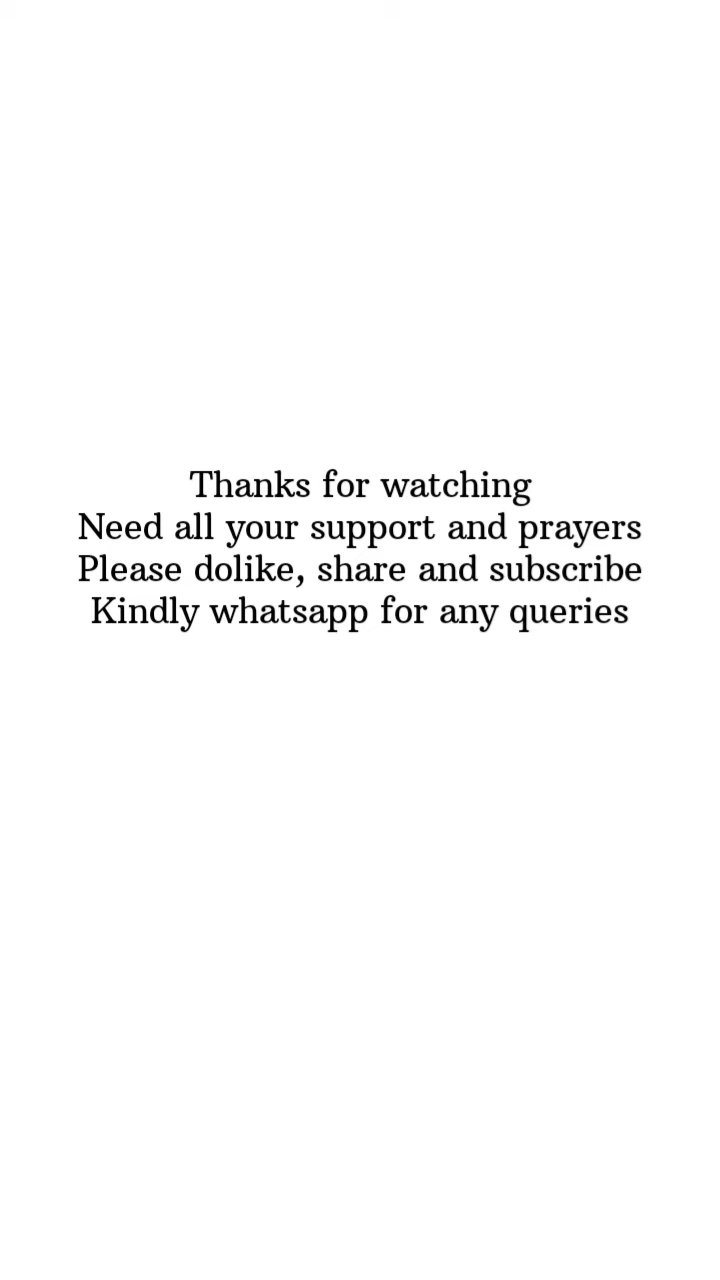 Thanks for watching
Need all your support and prayers
Please dolike, share and subscribe
Kindly whatsapp for any queries